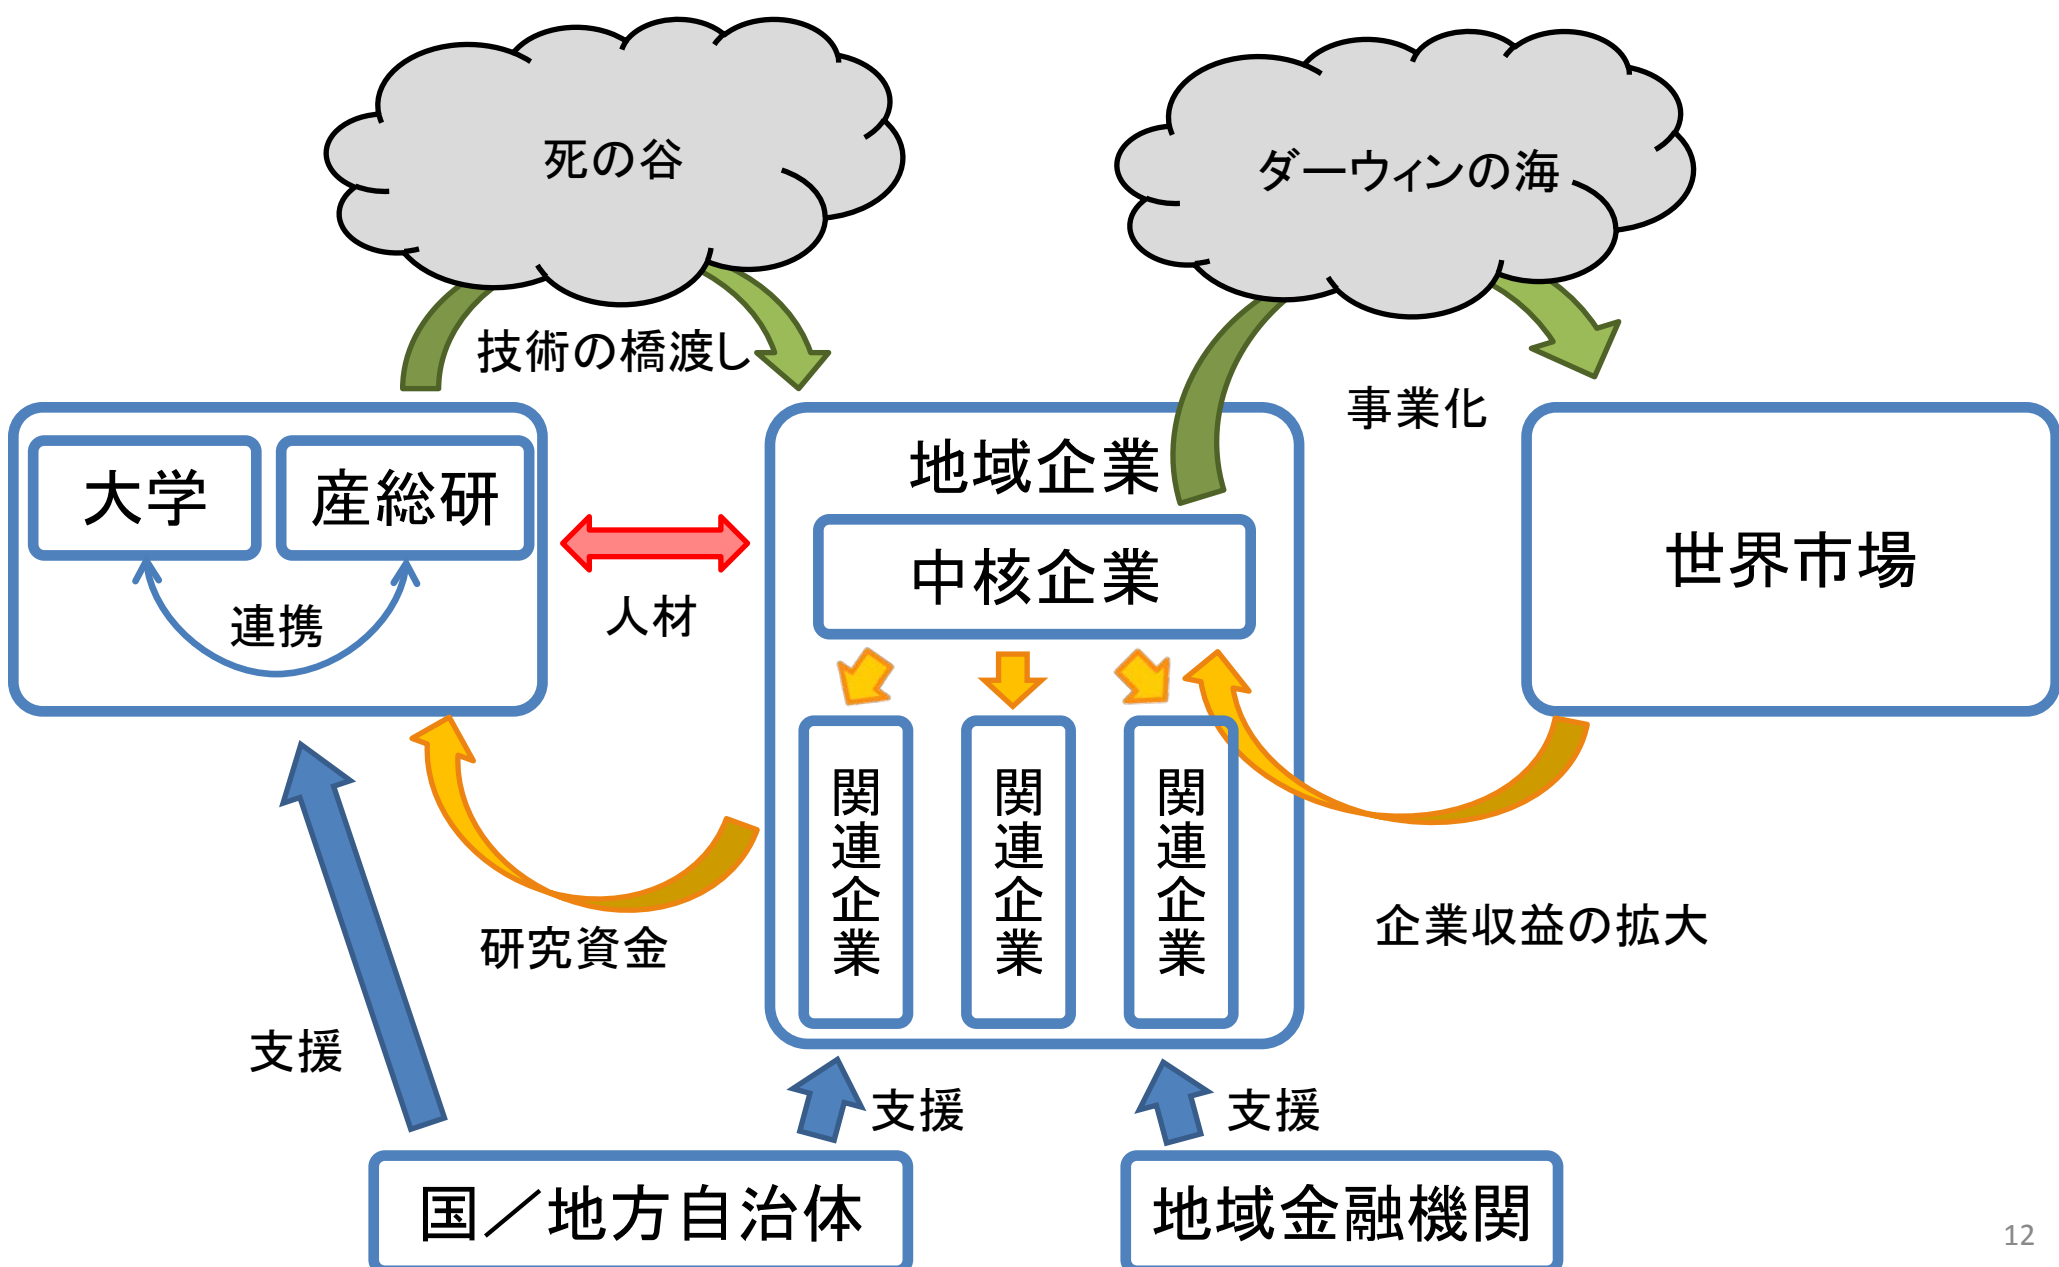 死の谷
ダーウィンの海
技術の橋渡し
事業化
大学
産総研
連携
人材
地域企業
中核企業
世界市場
関連企業
関連企業
関連企業
研究資金
企業収益の拡大
支援
支援
支援
国／地方自治体
地域金融機関
12